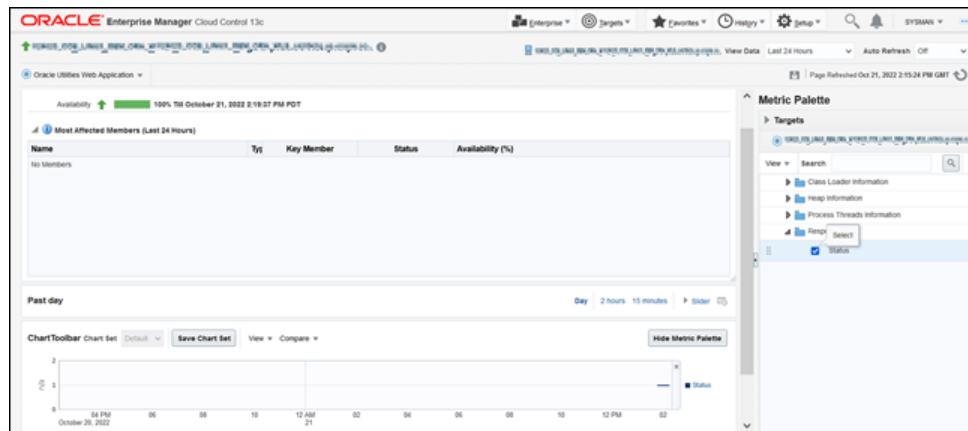 ORACLE Enterprise Manager Cloud Control 13c
Enterprise Targets Favorites History Setup SYSMAN
View Data Last 24 Hours Auto Refresh Off
Oracle Utilities Web Application
Page Refreshed Oct 21, 2022 2:15:24 PM GMT
Availability 100% Till October 21, 2022 2:19:37 PM PDT
Most Affected Members (Last 24 Hours)
Name Typ Key Member Status Availability (%)
No Members
Past day Day 2 hours 15 minutes Slider
ChartToolbar Chart Set Default Save Chart Set View Compare Hide Metric Palette
2
n/a
1
0
Status
04 PM 06 08 10 12 AM 02 04 06 08 10 12 PM 02
October 20, 2022 21
Metric Palette
Targets
View Search
Class Loader Information
Heap Information
Process Threads Information
Resp
Select
Status